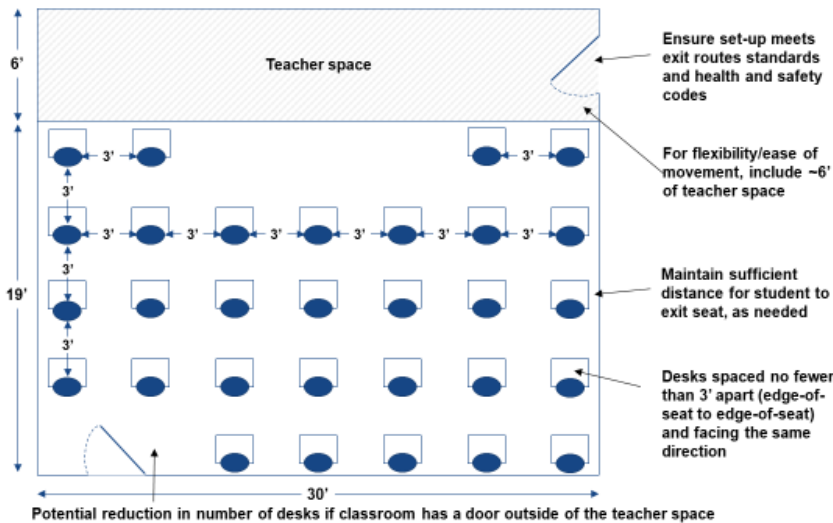 Teacher space
6’
Ensure set-up meets
exit routes standards
and health and safety
codes
For flexibility/ease of
movement, include ~6’
of teacher space
3’
3’
3’
3’
3’
3’
3’
3’
3’
3’
3’
19’
Maintain sufficient
distance for student to
exit seat, as needed
Desks spaced no fewer
than 3’ apart (edge-of-
seat to edge-of-seat)
and facing the same
direction
30’
Potential reduction in number of desks if classroom has a door outside of the teacher space